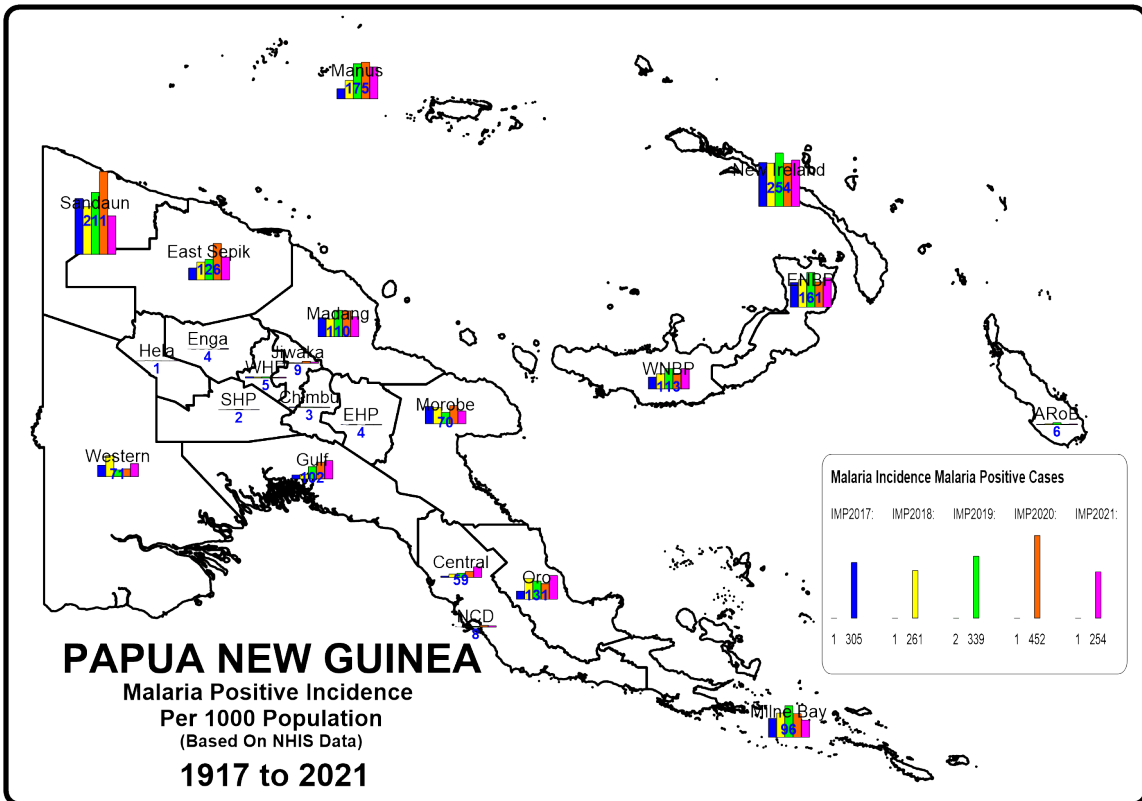 Manus
175
New Ireland
254
Sandaun
211
East Sepik
126
ENBP
161
Madang
110
Enga
4
Hela
1
Jiwaka
9
WHP
5
WNBP
113
SHP
2
Chimbu
3
EHP
4
Morobe
70
ARoB
6
Western
71
Gulf
102
Central
59
Oro
131
NCD
8
Milne Bay
96
Malaria Incidence Malaria Positive Cases
IMP2017: IMP2018: IMP2019: IMP2020: IMP2021:
1 305 1 261 2 339 1 452 1 254
PAPUA NEW GUINEA
Malaria Positive Incidence
Per 1000 Population
(Based On NHIS Data)
1917 to 2021